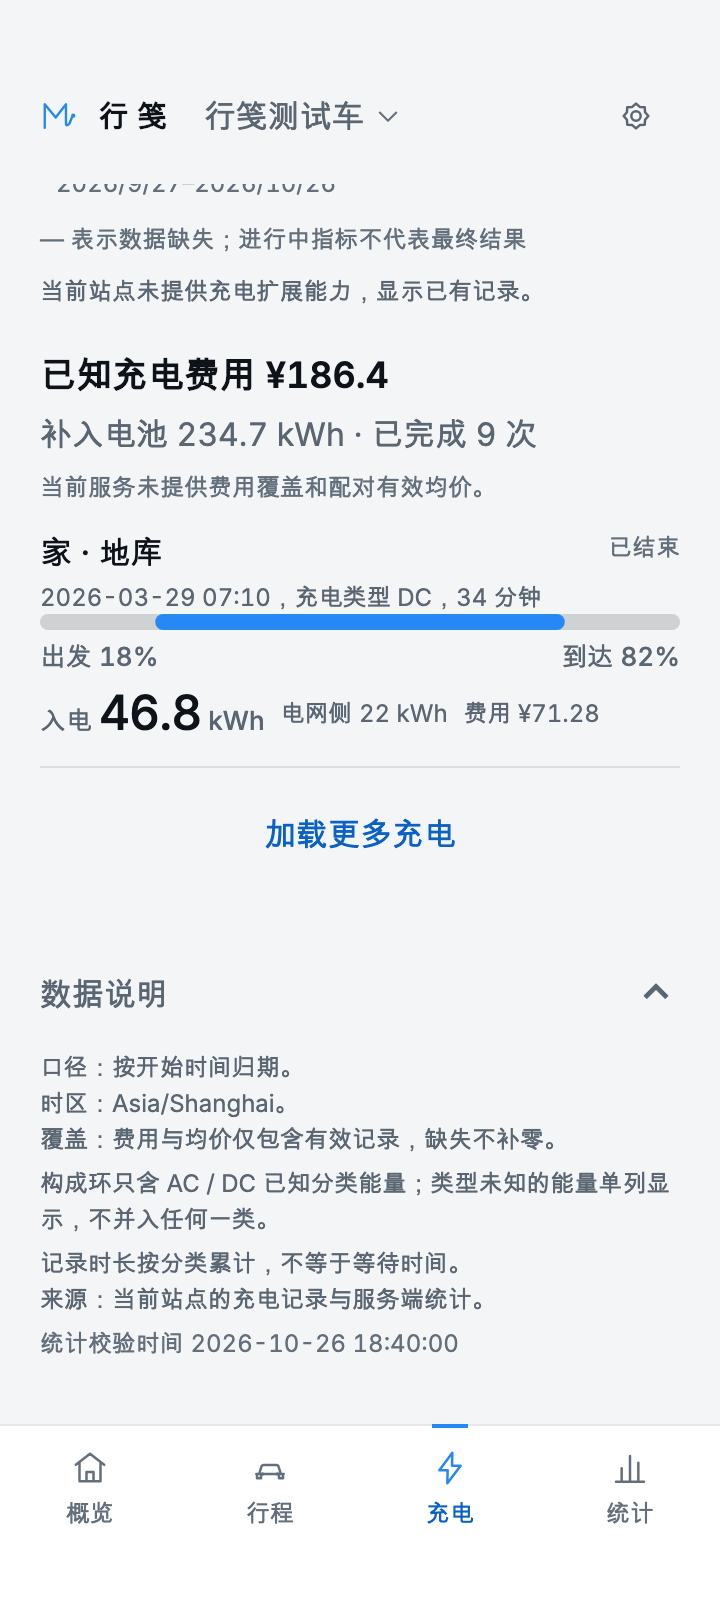 行笺 行笺测试车
2026/9/27–2026/10/26
— 表示数据缺失；进行中指标不代表最终结果
当前站点未提供充电扩展能力，显示已有记录。
已知充电费用 ¥186.4
补入电池 234.7 kWh · 已完成 9 次
当前服务未提供费用覆盖和配对有效均价。
家 · 地库 已结束
2026-03-29 07:10，充电类型 DC，34 分钟
出发 18% 到达 82%
入电 46.8 kWh 电网侧 22 kWh 费用 ¥71.28
加载更多充电
数据说明
口径：按开始时间归期。
时区：Asia/Shanghai。
覆盖：费用与均价仅包含有效记录，缺失不补零。
构成环只含 AC / DC 已知分类能量；类型未知的能量单列显
示，不并入任何一类。
记录时长按分类累计，不等于等待时间。
来源：当前站点的充电记录与服务端统计。
统计校验时间 2026-10-26 18:40:00
概览 行程 充电 统计